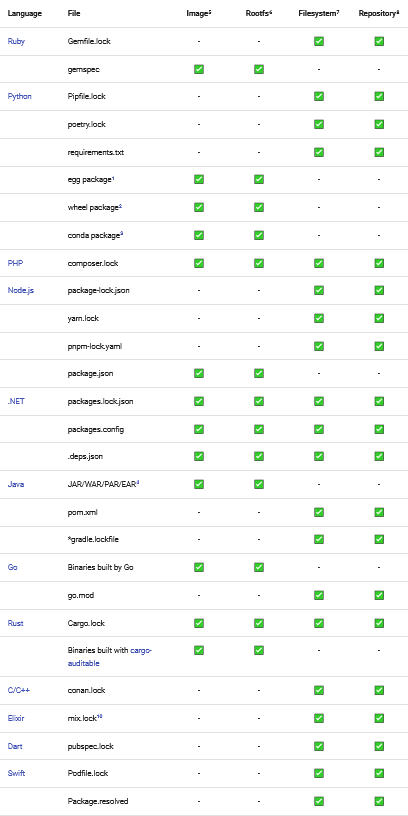 Language File Image⁵ Rootfs⁶ Filesystem⁷ Repository⁸
Ruby Gemfile.lock - - ✅ ✅
gemspec ✅ ✅ - -
Python Pipfile.lock - - ✅ ✅
poetry.lock - - ✅ ✅
requirements.txt - - ✅ ✅
egg package¹ ✅ ✅ - -
wheel package² ✅ ✅ - -
conda package³ ✅ ✅ - -
PHP composer.lock ✅ ✅ ✅ ✅
Node.js package-lock.json - - ✅ ✅
yarn.lock - - ✅ ✅
pnpm-lock.yaml - - ✅ ✅
package.json ✅ ✅ - -
.NET packages.lock.json ✅ ✅ ✅ ✅
packages.config ✅ ✅ ✅ ✅
.deps.json ✅ ✅ ✅ ✅
Java JAR/WAR/PAR/EAR⁴ ✅ ✅ - -
pom.xml - - ✅ ✅
*gradle.lockfile - - ✅ ✅
Go Binaries built by Go ✅ ✅ - -
go.mod - - ✅ ✅
Rust Cargo.lock ✅ ✅ ✅ ✅
Binaries built with cargo- ✅ ✅ - -
auditable
C/C++ conan.lock - - ✅ ✅
Elixir mix.lock¹⁰ - - ✅ ✅
Dart pubspec.lock - - ✅ ✅
Swift Podfile.lock - - ✅ ✅
Package.resolved - - ✅ ✅